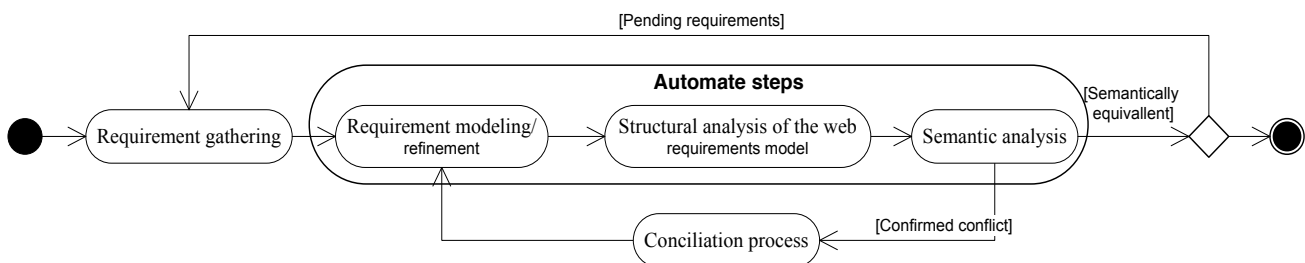 [Pending requirements]
Automate steps
[Semantically
equivallent]
Requirement gathering
Requirement modeling/
refinement
Structural analysis of the web
requirements model
Semantic analysis
[Confirmed conflict]
Conciliation process